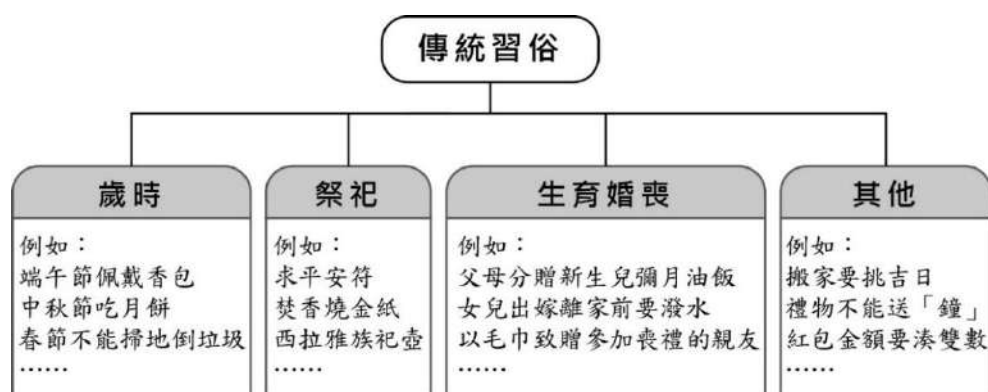 傳統習俗
歲時
例如：
端午節佩戴香包
中秋節吃月餅
春節不能掃地倒垃圾
……
祭祀
例如：
求平安符
焚香燒金紙
西拉雅族祀壺
……
生育婚喪
例如：
父母分贈新生兒彌月油飯
女兒出嫁離家前要潑水
以毛巾致贈參加喪禮的親友
……
其他
例如：
搬家要挑吉日
禮物不能送「鐘」
紅包金額要湊雙數
……